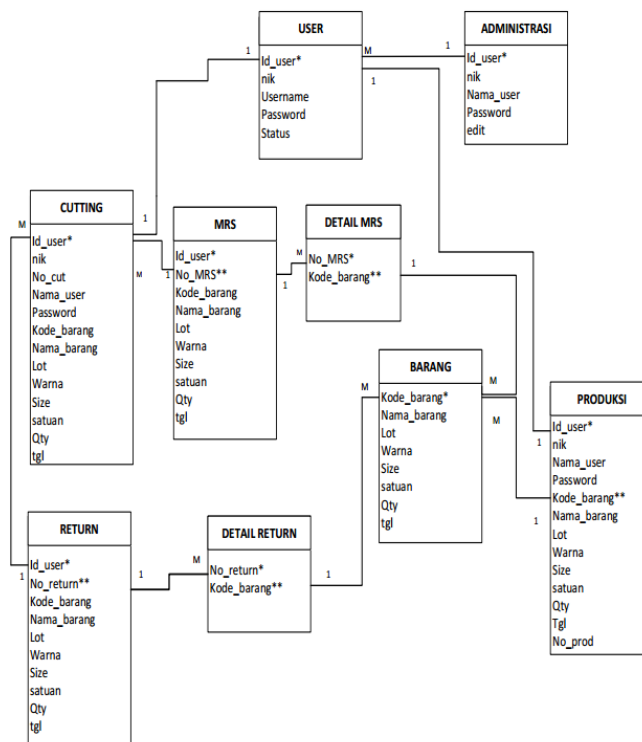 USER
Id_user*
nik
Username
Password
Status
1
M
1
1
ADMINISTRASI
Id_user*
nik
Nama_user
Password
edit
CUTTING
Id_user*
nik
No_cut
Nama_user
Password
Kode_barang
Nama_barang
Lot
Warna
Size
satuan
Qty
tgl
M
1
M
MRS
Id_user*
No_MRS**
Kode_barang
Nama_barang
Lot
Warna
Size
satuan
Qty
tgl
1
1
M
DETAIL MRS
No_MRS*
Kode_barang**
1
BARANG
Kode_barang*
Nama_barang
Lot
Warna
Size
satuan
Qty
tgl
M
M
M
PRODUKSI
Id_user*
nik
Nama_user
Password
Kode_barang**
Nama_barang
Lot
Warna
Size
satuan
Qty
Tgl
No_prod
1
1
RETURN
Id_user*
No_return**
Kode_barang
Nama_barang
Lot
Warna
Size
satuan
Qty
tgl
1
1
M
DETAIL RETURN
No_return*
Kode_barang**
1